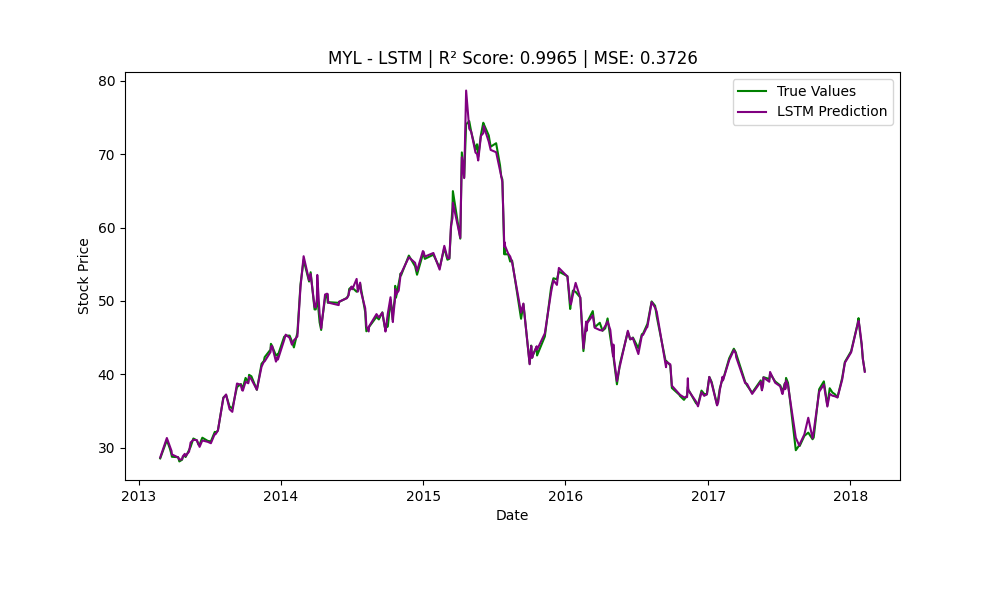 MYL - LSTM | R² Score: 0.9965 | MSE: 0.3726
True Values
LSTM Prediction
Stock Price
80
70
60
50
40
30
2013 2014 2015 2016 2017 2018
Date